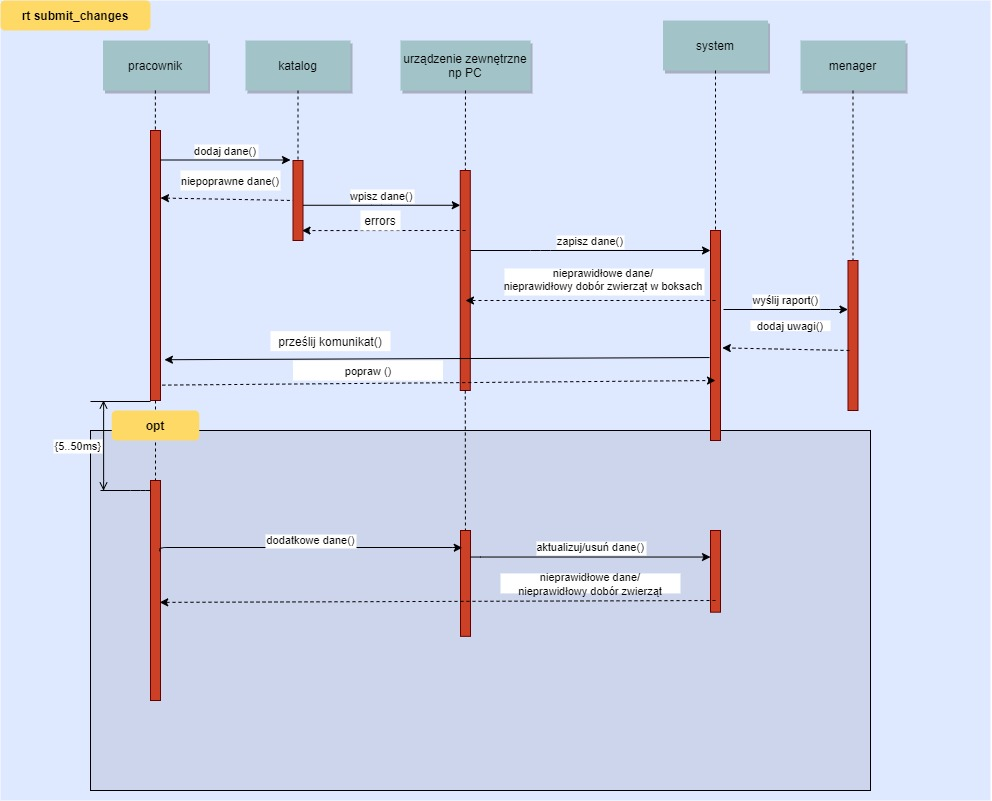 rt submit_changes
pracownik
katalog
urządzenie zewnętrzne
np PC
system
menager
dodaj dane()
niepoprawne dane()
wpisz dane()
errors
zapisz dane()
nieprawidłowe dane/
nieprawidłowy dobór zwierząt w boksach
wyślij raport()
dodaj uwagi()
prześlij komunikat()
popraw ()
opt
{5..50ms}
dodatkowe dane()
aktualizuj/usuń dane()
nieprawidłowe dane/
nieprawidłowy dobór zwierząt